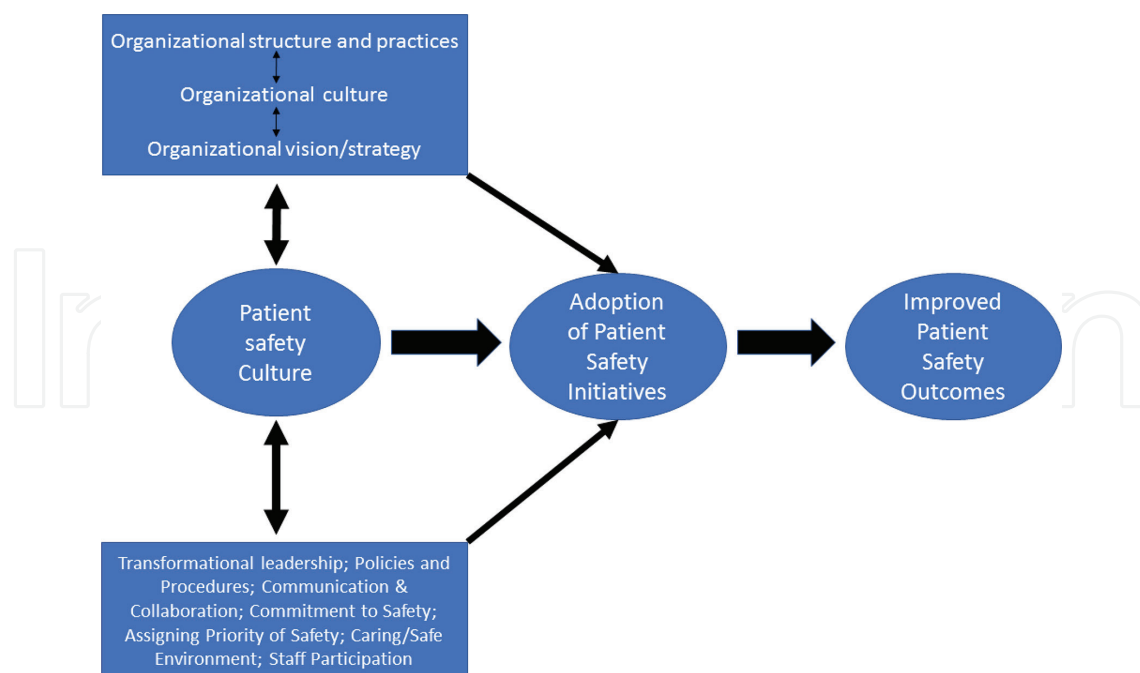 Organizational structure and practices
Organizational culture
Organizational vision/strategy
Patient
safety
Culture
Adoption
of Patient
Safety
Initiatives
Improved
Patient
Safety
Outcomes
Transformational leadership; Policies and
Procedures; Communication &
Collaboration; Commitment to Safety;
Assigning Priority of Safety; Caring/Safe
Environment; Staff Participation